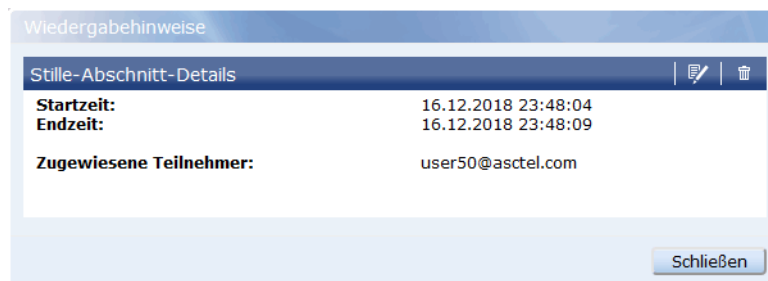 Wiedergabehinweise
Stille-Abschnitt-Details
Startzeit: 16.12.2018 23:48:04
Endzeit: 16.12.2018 23:48:09
Zugewiesene Teilnehmer: user50@asctel.com
Schließen